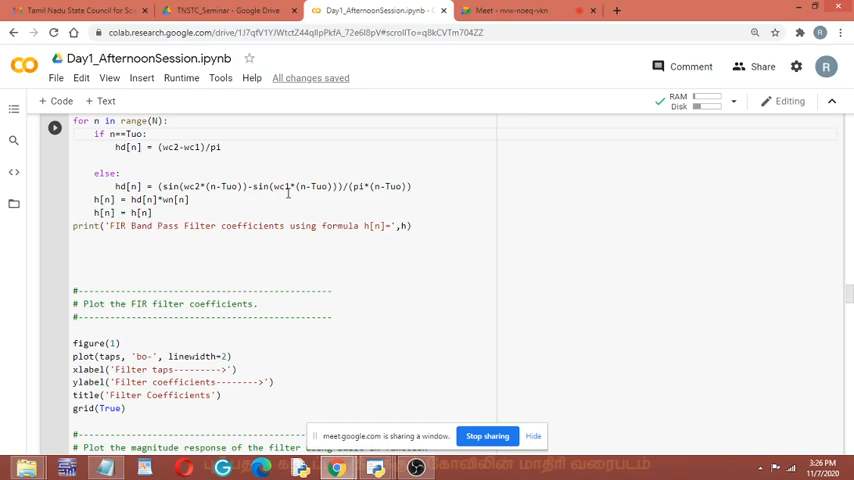 Tamil Nadu State Council for Scie
TNSTC_Seminar - Google Drive
Day1_AfternoonSession.ipynb - C
Meet - nvw-noeq-vkn
colab.research.google.com/drive/1J7qfV1YJWtctZ44qIlpPkfA_72e6lPpV#scrollTo=q8kCVTm704ZZ
Day1_AfternoonSession.ipynb
Comment
Share
R
File Edit View Insert Runtime Tools Help All changes saved
+ Code + Text
RAM
Disk
Editing
for n in range(N):
if n==Tuo:
hd[n] = (wc2-wc1)/pi
else:
hd[n] = (sin(wc2*(n-Tuo))-sin(wc1*(n-Tuo)))/(pi*(n-Tuo))
h[n] = hd[n]*wn[n]
h[n] = h[n]
print('FIR Band Pass Filter coefficients using formula h[n]=',h)
#------------------------------------------------
# Plot the FIR filter coefficients.
#------------------------------------------------
figure(1)
plot(taps, 'bo-', linewidth=2)
xlabel('Filter taps--------->')
ylabel('Filter coefficients-------->')
title('Filter Coefficients')
grid(True)
# Plot the magnitude response of the filter
meet.google.com is sharing a window.
Stop sharing
Hide
கோவிலின் மாதிரி வரைபடம்
3:26 PM
11/7/2020